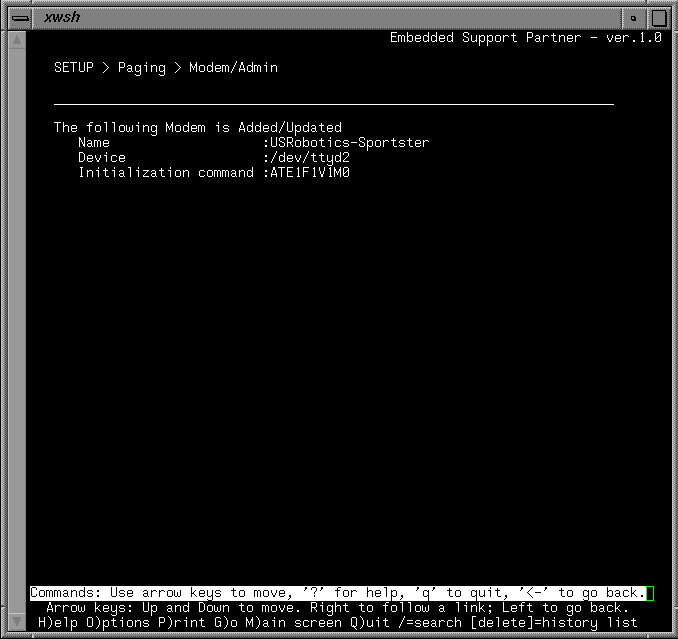 xwsh
Embedded Support Partner - ver.1.0
SETUP > Paging > Modem/Admin
The following Modem is Added/Updated
Name :USRobotics-Sportster
Device :/dev/ttyd2
Initialization command :ATE1F1V1M0
Commands: Use arrow keys to move, '?' for help, 'q' to quit, '<-' to go back.
Arrow keys: Up and Down to move. Right to follow a link; Left to go back.
H)elp O)ptions P)rint G)o M)ain screen Q)uit /=search [delete]=history list